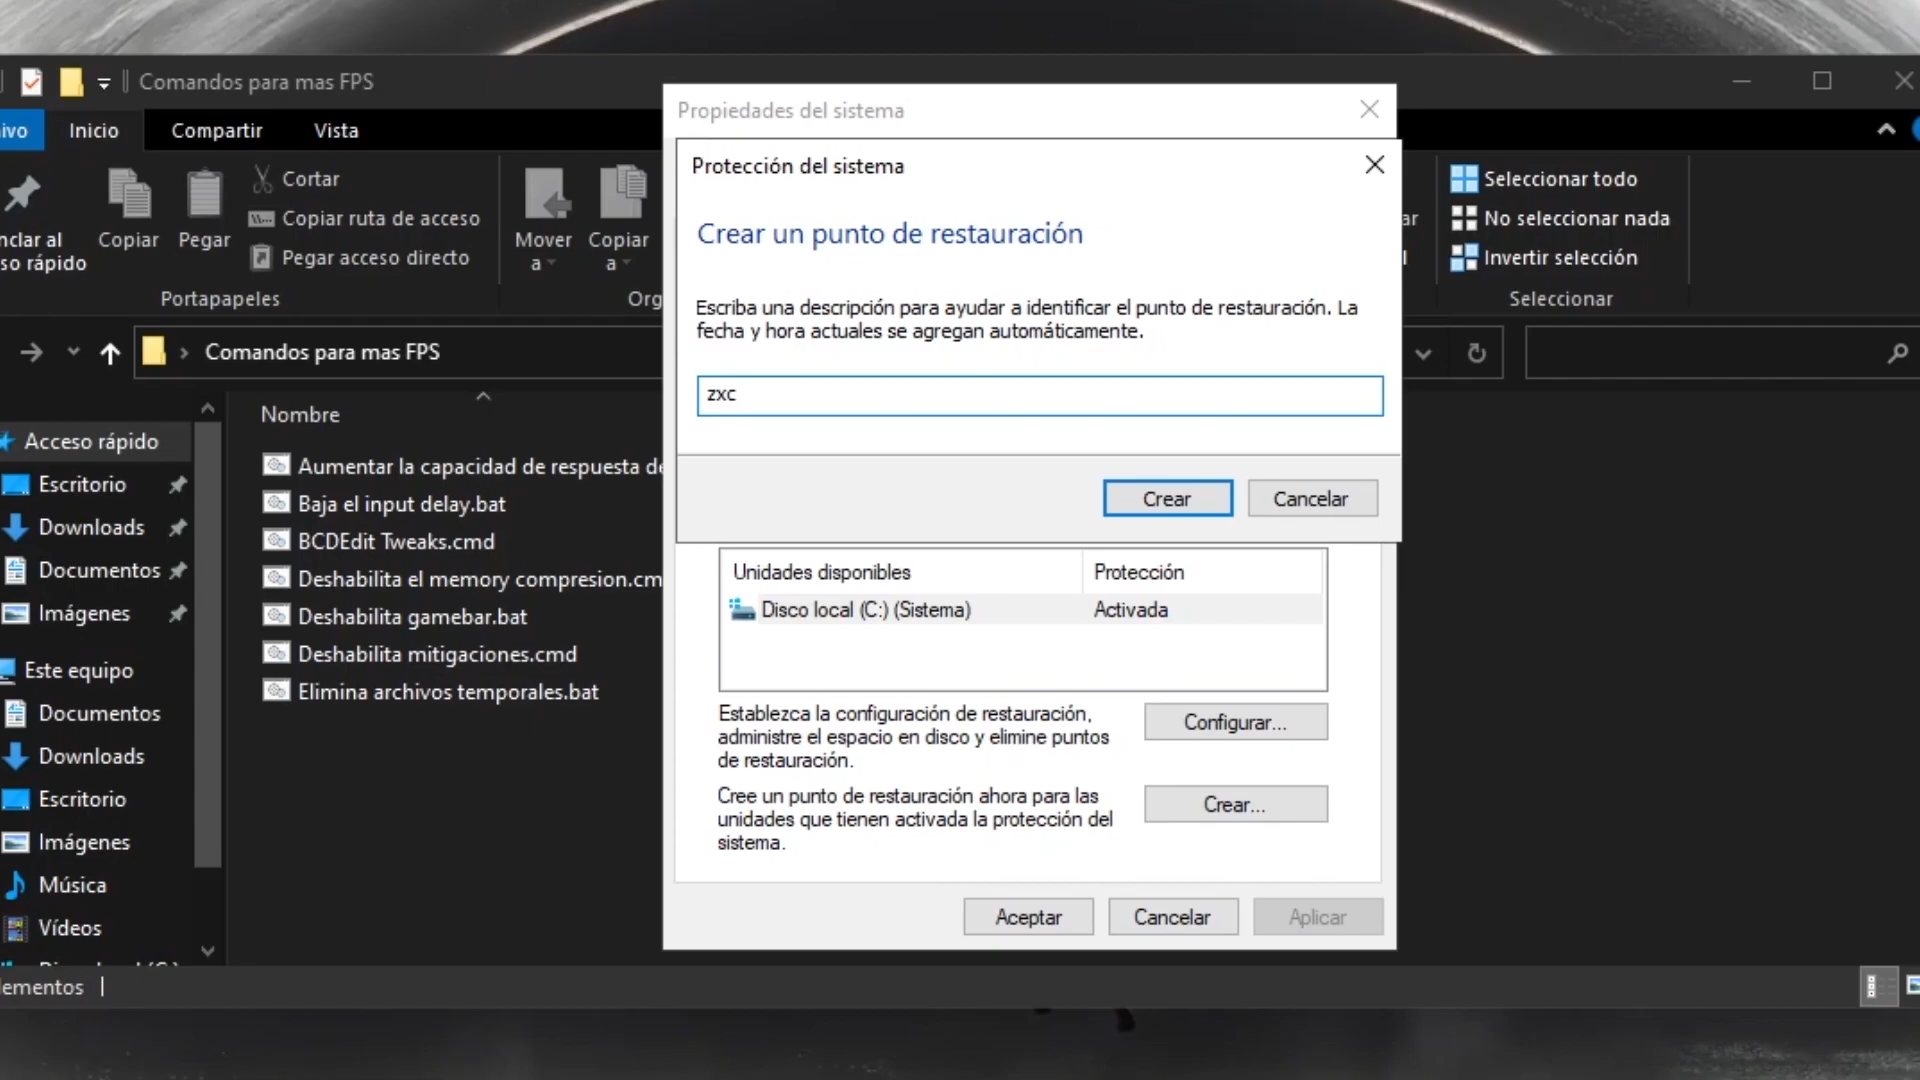 Comandos para mas FPS
Inicio
Compartir
Vista
Copiar
Pegar
Cortar
Copiar ruta de acceso
Pegar acceso directo
Portapapeles
Mover
a
Copiar
a
Seleccionar todo
No seleccionar nada
Invertir selección
Seleccionar
Comandos para mas FPS
Acceso rápido
Escritorio
Downloads
Documentos
Imágenes
Este equipo
Documentos
Downloads
Escritorio
Imágenes
Música
Vídeos
Nombre
Aumentar la capacidad de respuesta
Baja el input delay.bat
BCDEdit Tweaks.cmd
Deshabilita el memory compresion.cm
Deshabilita gamebar.bat
Deshabilita mitigaciones.cmd
Elimina archivos temporales.bat
Propiedades del sistema
Protección del sistema
Crear un punto de restauración
Escriba una descripción para ayudar a identificar el punto de restauración. La
fecha y hora actuales se agregan automáticamente.
zxc
Crear
Cancelar
Unidades disponibles
Protección
Disco local (C:) (Sistema)
Activada
Establezca la configuración de restauración,
administre el espacio en disco y elimine puntos
de restauración.
Configurar...
Cree un punto de restauración ahora para las
unidades que tienen activada la protección del
sistema.
Crear...
Aceptar
Cancelar
Aplicar